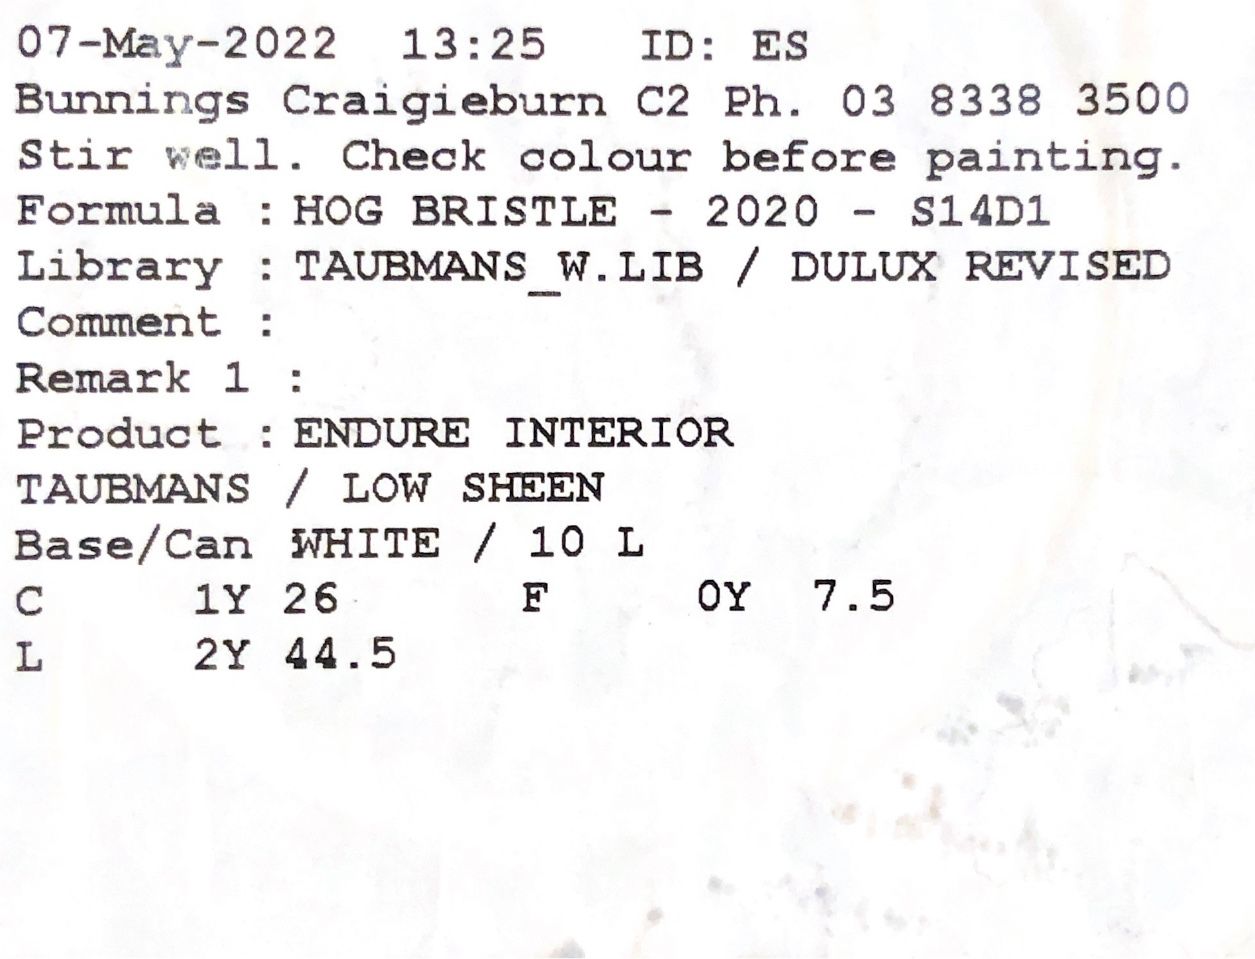 07-May-2022 13:25 ID: ES
Bunnings Craigieburn C2 Ph. 03 8338 3500
Stir well. Check colour before painting.
Formula : HOG BRISTLE - 2020 - S14D1
Library : TAUBMANS_W.LIB / DULUX REVISED
Comment :
Remark 1 :
Product : ENDURE INTERIOR
TAUBMANS / LOW SHEEN
Base/Can WHITE / 10 L
C 1Y 26 F 0Y 7.5
L 2Y 44.5